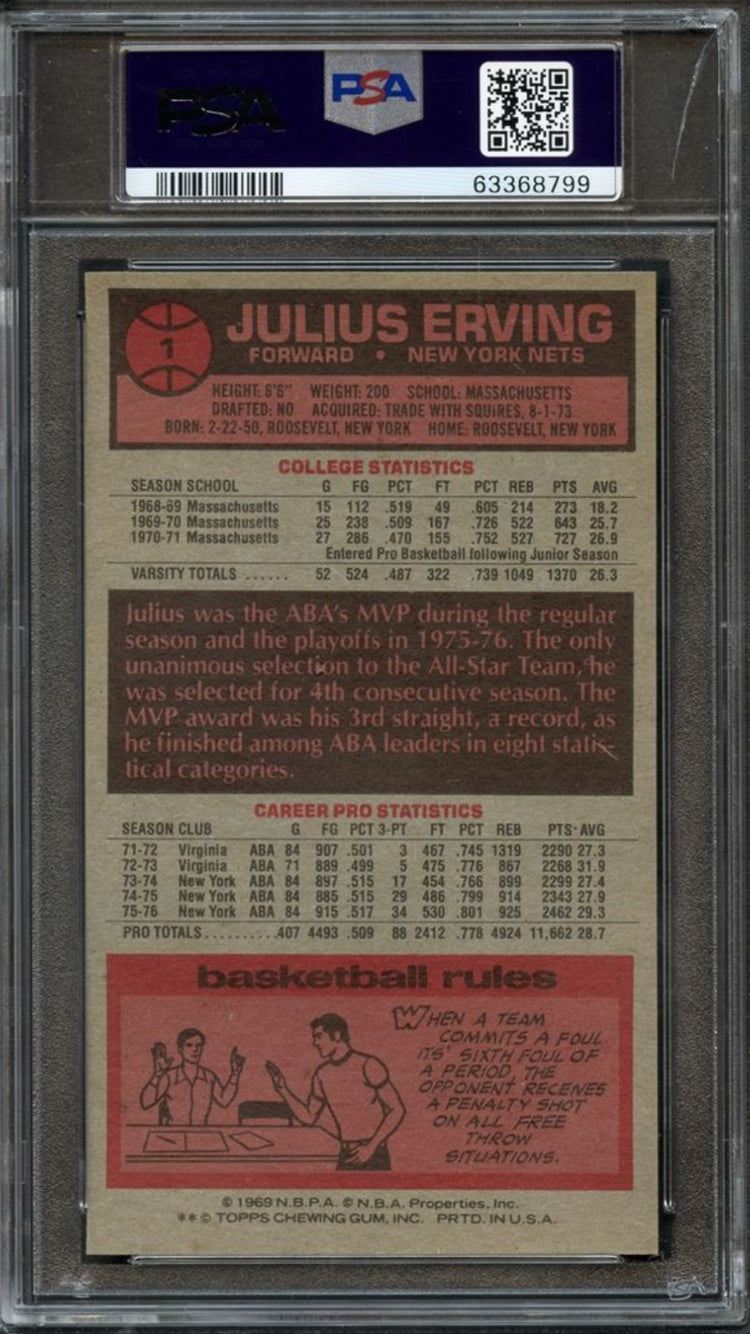 PSA PSA
63368799
1
JULIUS ERVING
FORWARD • NEW YORK NETS
HEIGHT: 6'6" WEIGHT: 200 SCHOOL: MASSACHUSETTS
DRAFTED: NO ACQUIRED: TRADE WITH SQUIRES, 8-1-73
BORN: 2-22-50, ROOSEVELT, NEW YORK HOME: ROOSEVELT, NEW YORK
COLLEGE STATISTICS
SEASON SCHOOL G FG PCT FT PCT REB PTS AVG
1968-69 Massachusetts 15 112 .519 49 .605 214 273 18.2
1969-70 Massachusetts 25 238 .509 167 .726 522 643 25.7
1970-71 Massachusetts 27 286 .470 155 .752 527 727 26.9
Entered Pro Basketball following Junior Season
VARSITY TOTALS ...... 52 524 .487 322 .739 1049 1370 26.3
Julius was the ABA's MVP during the regular
season and the playoffs in 1975-76. The only
unanimous selection to the All-Star Team, he
was selected for 4th consecutive season. The
MVP award was his 3rd straight, a record, as
he finished among ABA leaders in eight statis-
tical categories.
CAREER PRO STATISTICS
SEASON CLUB G FG PCT 3-PT FT PCT REB PTS AVG
71-72 Virginia ABA 84 907 .501 3 467 .745 1319 2290 27.3
72-73 Virginia ABA 71 889 .499 5 475 .776 867 2268 31.9
73-74 New York ABA 84 897 .515 17 454 .766 899 2299 27.4
74-75 New York ABA 84 885 .515 29 486 .799 914 2343 27.9
75-76 New York ABA 84 915 .517 34 530 .801 925 2462 29.3
PRO TOTALS..........407 4493 .509 88 2412 .778 4924 11,662 28.7
basketball rules
WHEN A TEAM
COMMITS A FOUL
ITS' SIXTH FOUL OF
A PERIOD, THE
OPPONENT RECEIVES
A PENALTY SHOT
ON ALL FREE
THROW
SITUATIONS.
© 1969 N.B.P.A. © N.B.A. Properties, Inc.
** © TOPPS CHEWING GUM, INC. PRTD. IN U.S.A.
PSA